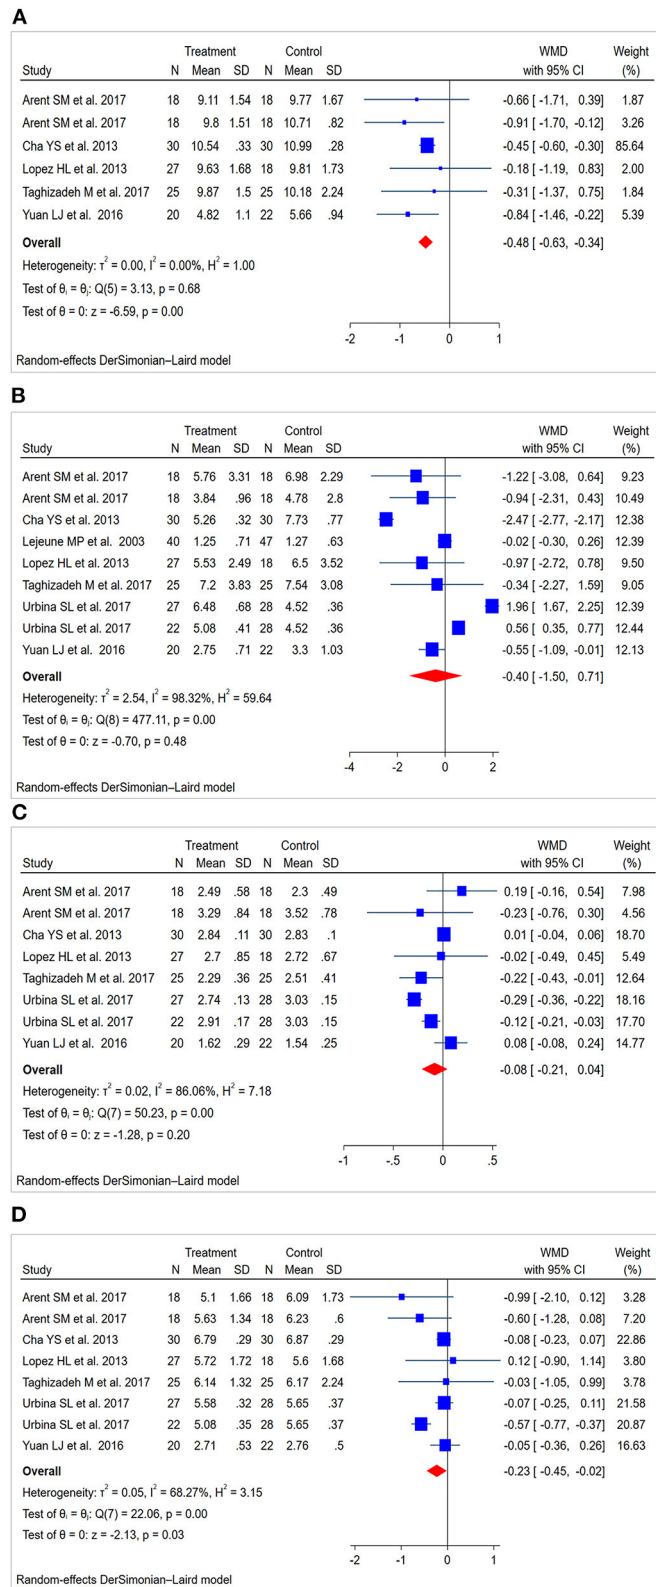 A
Treatment Control WMD Weight
Study N Mean SD N Mean SD with 95% CI (%)
Arent SM et al. 2017 18 9.11 1.54 18 9.77 1.67 -0.66 [ -1.71, 0.39] 1.87
Arent SM et al. 2017 18 9.8 1.51 18 10.71 .82 -0.91 [ -1.70, -0.12] 3.26
Cha YS et al. 2013 30 10.54 .33 30 10.99 .28 -0.45 [ -0.60, -0.30] 85.64
Lopez HL et al. 2013 27 9.63 1.68 18 9.81 1.73 -0.18 [ -1.19, 0.83] 2.00
Taghizadeh M et al. 2017 25 9.87 1.5 25 10.18 2.24 -0.31 [ -1.37, 0.75] 1.84
Yuan LJ et al. 2016 20 4.82 1.1 22 5.66 .94 -0.84 [ -1.46, -0.22] 5.39
Overall -0.48 [ -0.63, -0.34]
Heterogeneity: τ² = 0.00, I² = 0.00%, H² = 1.00
Test of θᵢ = θⱼ: Q(5) = 3.13, p = 0.68
Test of θ = 0: z = -6.59, p = 0.00
-2 -1 0 1
Random-effects DerSimonian–Laird model
B
Treatment Control WMD Weight
Study N Mean SD N Mean SD with 95% CI (%)
Arent SM et al. 2017 18 5.76 3.31 18 6.98 2.29 -1.22 [ -3.08, 0.64] 9.23
Arent SM et al. 2017 18 3.84 .96 18 4.78 2.8 -0.94 [ -2.31, 0.43] 10.49
Cha YS et al. 2013 30 5.26 .32 30 7.73 .77 -2.47 [ -2.77, -2.17] 12.38
Lejeune MP et al. 2003 40 1.25 .71 47 1.27 .63 -0.02 [ -0.30, 0.26] 12.39
Lopez HL et al. 2013 27 5.53 2.49 18 6.5 3.52 -0.97 [ -2.72, 0.78] 9.50
Taghizadeh M et al. 2017 25 7.2 3.83 25 7.54 3.08 -0.34 [ -2.27, 1.59] 9.05
Urbina SL et al. 2017 27 6.48 .68 28 4.52 .36 1.96 [ 1.67, 2.25] 12.39
Urbina SL et al. 2017 22 5.08 .41 28 4.52 .36 0.56 [ 0.35, 0.77] 12.44
Yuan LJ et al. 2016 20 2.75 .71 22 3.3 1.03 -0.55 [ -1.09, -0.01] 12.13
Overall -0.40 [ -1.50, 0.71]
Heterogeneity: τ² = 2.54, I² = 98.32%, H² = 59.64
Test of θᵢ = θⱼ: Q(8) = 477.11, p = 0.00
Test of θ = 0: z = -0.70, p = 0.48
-4 -2 0 2
Random-effects DerSimonian–Laird model
C
Treatment Control WMD Weight
Study N Mean SD N Mean SD with 95% CI (%)
Arent SM et al. 2017 18 2.49 .58 18 2.3 .49 0.19 [ -0.16, 0.54] 7.98
Arent SM et al. 2017 18 3.29 .84 18 3.52 .78 -0.23 [ -0.76, 0.30] 4.56
Cha YS et al. 2013 30 2.84 .11 30 2.83 .1 0.01 [ -0.04, 0.06] 18.70
Lopez HL et al. 2013 27 2.7 .85 18 2.72 .67 -0.02 [ -0.49, 0.45] 5.49
Taghizadeh M et al. 2017 25 2.29 .36 25 2.51 .41 -0.22 [ -0.43, -0.01] 12.64
Urbina SL et al. 2017 27 2.74 .13 28 3.03 .15 -0.29 [ -0.36, -0.22] 18.16
Urbina SL et al. 2017 22 2.91 .17 28 3.03 .15 -0.12 [ -0.21, -0.03] 17.70
Yuan LJ et al. 2016 20 1.62 .29 22 1.54 .25 0.08 [ -0.08, 0.24] 14.77
Overall -0.08 [ -0.21, 0.04]
Heterogeneity: τ² = 0.02, I² = 86.06%, H² = 7.18
Test of θᵢ = θⱼ: Q(7) = 50.23, p = 0.00
Test of θ = 0: z = -1.28, p = 0.20
-1 -.5 0 .5
Random-effects DerSimonian–Laird model
D
Treatment Control WMD Weight
Study N Mean SD N Mean SD with 95% CI (%)
Arent SM et al. 2017 18 5.1 1.66 18 6.09 1.73 -0.99 [ -2.10, 0.12] 3.28
Arent SM et al. 2017 18 5.63 1.34 18 6.23 .6 -0.60 [ -1.28, 0.08] 7.20
Cha YS et al. 2013 30 6.79 .29 30 6.87 .29 -0.08 [ -0.23, 0.07] 22.86
Lopez HL et al. 2013 27 5.72 1.72 18 5.6 1.68 0.12 [ -0.90, 1.14] 3.80
Taghizadeh M et al. 2017 25 6.14 1.32 25 6.17 2.24 -0.03 [ -1.05, 0.99] 3.78
Urbina SL et al. 2017 27 5.58 .32 28 5.65 .37 -0.07 [ -0.25, 0.11] 21.58
Urbina SL et al. 2017 22 5.08 .35 28 5.65 .37 -0.57 [ -0.77, -0.37] 20.87
Yuan LJ et al. 2016 20 2.71 .53 22 2.76 .5 -0.05 [ -0.36, 0.26] 16.63
Overall -0.23 [ -0.45, -0.02]
Heterogeneity: τ² = 0.05, I² = 68.27%, H² = 3.15
Test of θᵢ = θⱼ: Q(7) = 22.06, p = 0.00
Test of θ = 0: z = -2.13, p = 0.03
-2 -1 0 1
Random-effects DerSimonian–Laird model